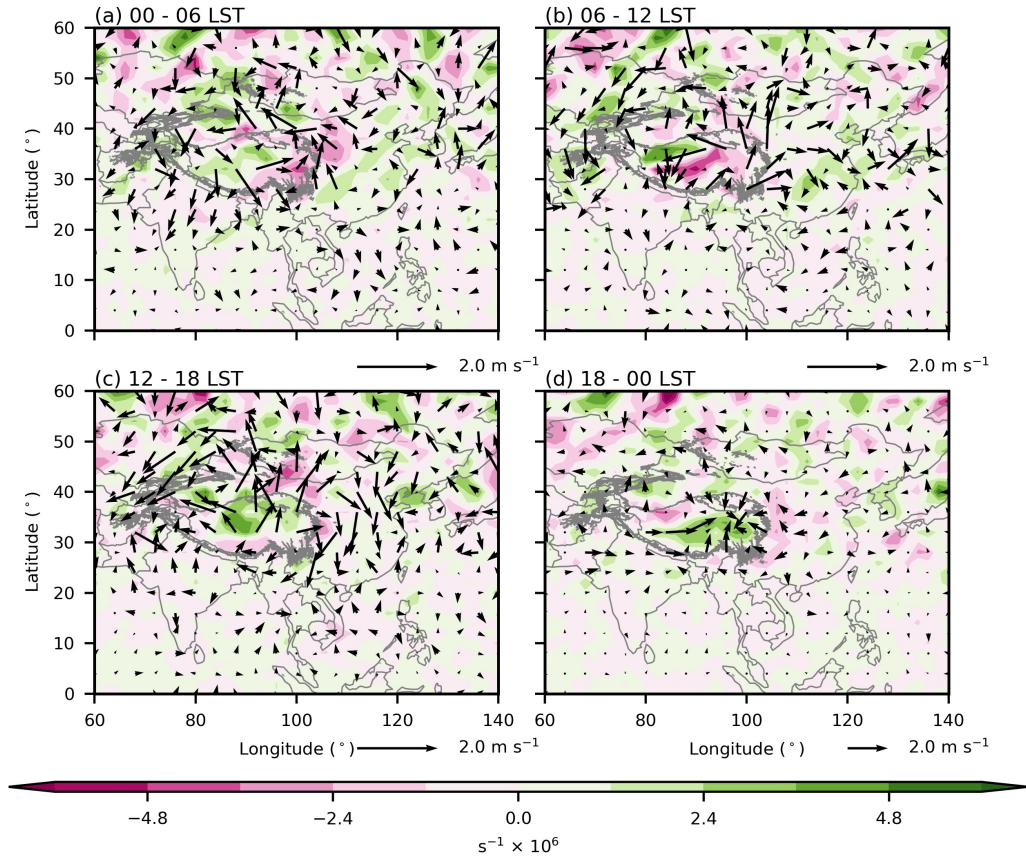 (a) 00 - 06 LST
(b) 06 - 12 LST
60
50
40
30
20
10
0
Latitude (°)
2.0 m s⁻¹
2.0 m s⁻¹
(c) 12 - 18 LST
(d) 18 - 00 LST
60
50
40
30
20
10
0
Latitude (°)
60 80 100 120 140
60 80 100 120 140
Longitude (°) 2.0 m s⁻¹
Longitude (°) 2.0 m s⁻¹
−4.8 −2.4 0.0 2.4 4.8
s⁻¹ × 10⁶